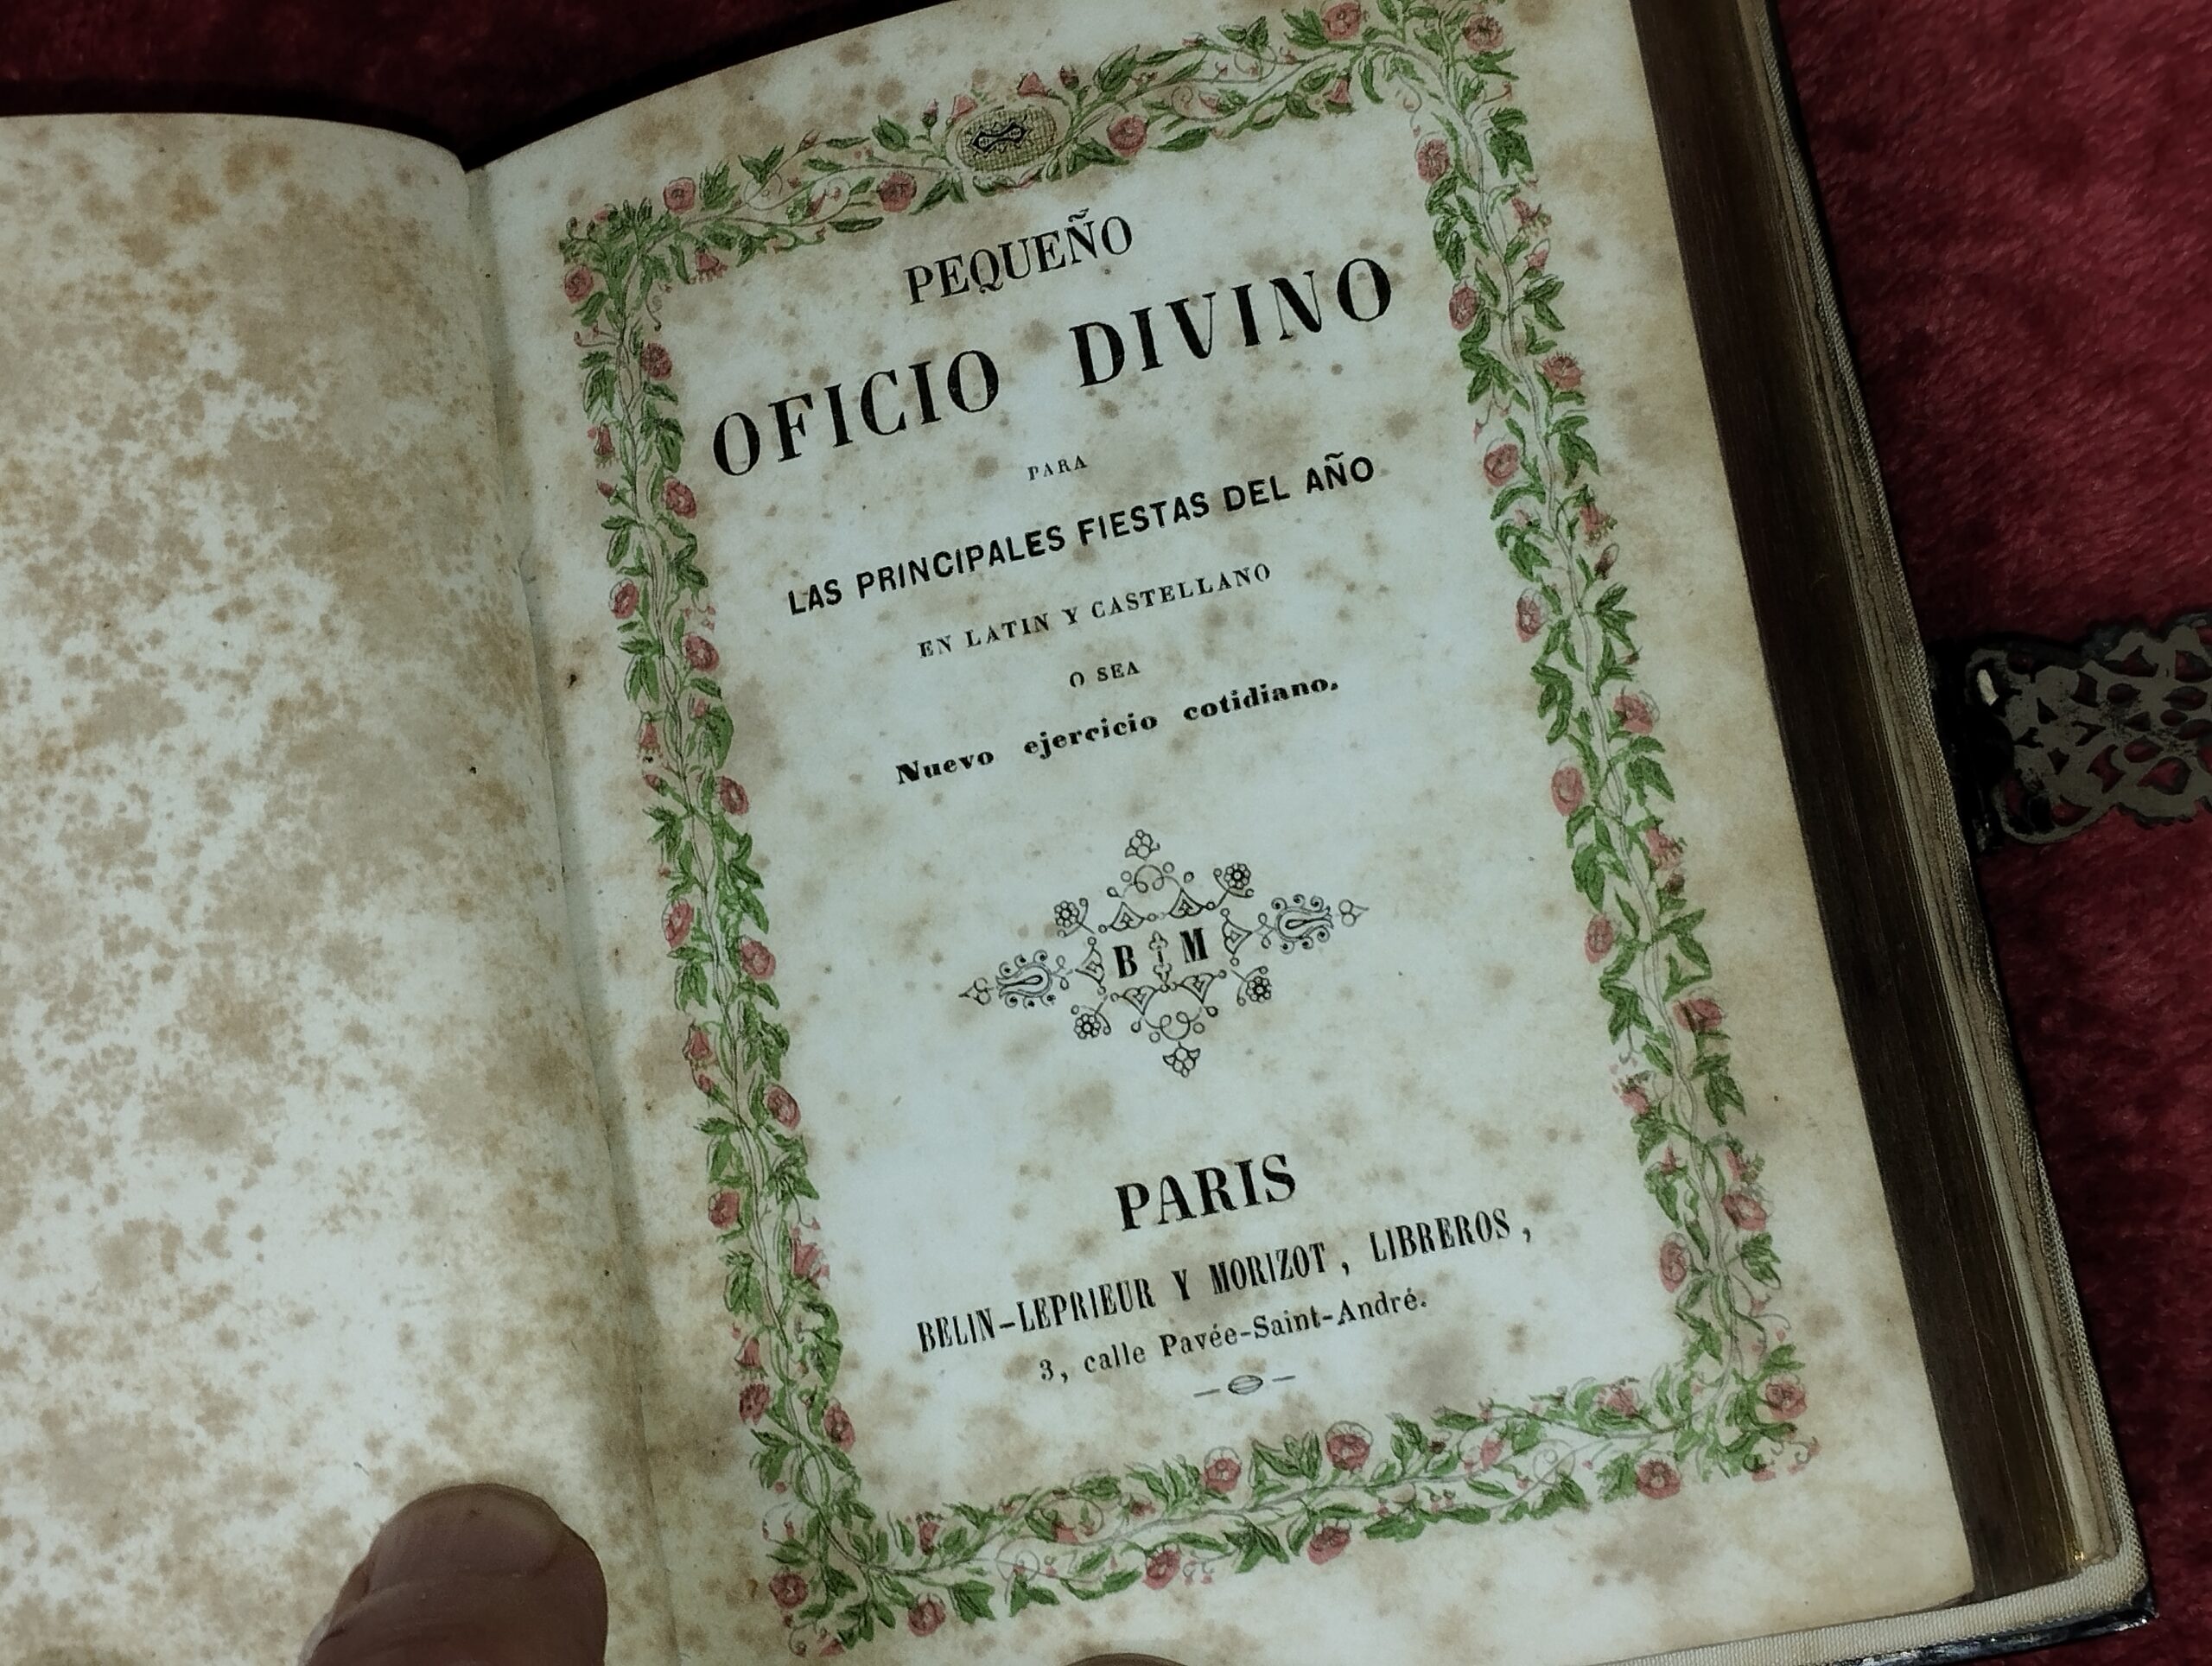 PEQUEÑO
OFICIO DIVINO
PARA
LAS PRINCIPALES FIESTAS DEL AÑO
EN LATIN Y CASTELLANO
O SEA
Nuevo ejercicio cotidiano.
B M
PARIS
BELIN-LEPRIEUR Y MORIZOT, LIBREROS,
3, calle Pavée-Saint-André.